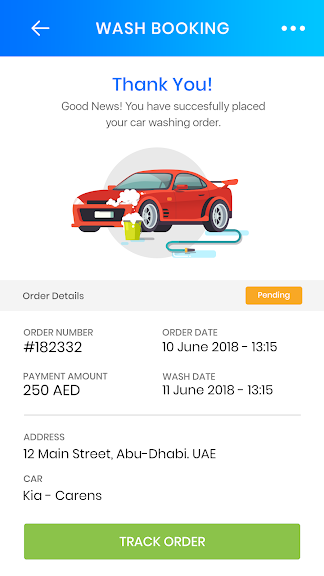 WASH BOOKING
Thank You!
Good News! You have succesfully placed
your car washing order.
Order Details
Pending
ORDER NUMBER
#182332
ORDER DATE
10 June 2018 - 13:15
PAYMENT AMOUNT
250 AED
WASH DATE
11 June 2018 - 13:15
ADDRESS
12 Main Street, Abu-Dhabi. UAE
CAR
Kia - Carens
TRACK ORDER